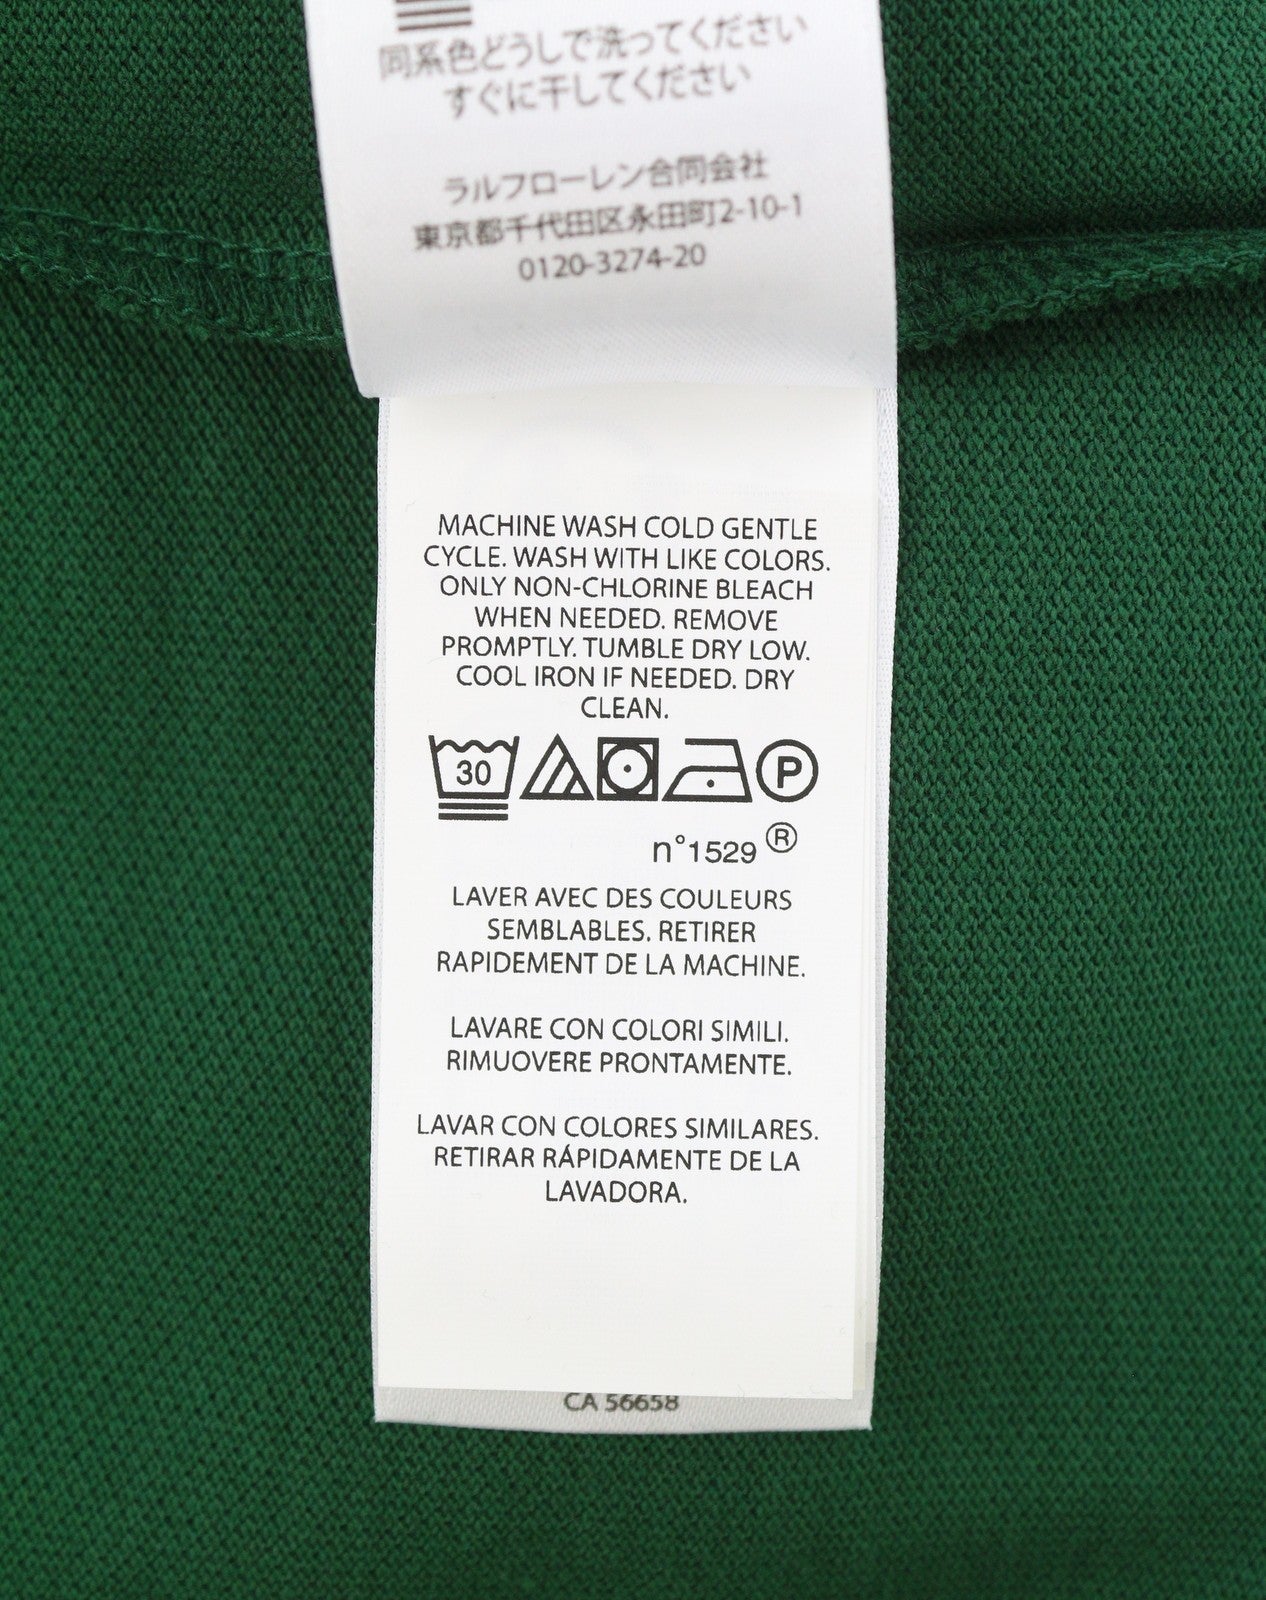 同系色どうしで洗ってください
すぐに干してください
ラルフローレン合同会社
東京都千代田区永田町2-10-1
0120-3274-20
MACHINE WASH COLD GENTLE
CYCLE. WASH WITH LIKE COLORS.
ONLY NON-CHLORINE BLEACH
WHEN NEEDED. REMOVE
PROMPTLY. TUMBLE DRY LOW.
COOL IRON IF NEEDED. DRY
CLEAN.
30 P
n°1529 ®
LAVER AVEC DES COULEURS
SEMBLABLES. RETIRER
RAPIDEMENT DE LA MACHINE.
LAVARE CON COLORI SIMILI.
RIMUOVERE PRONTAMENTE.
LAVAR CON COLORES SIMILARES.
RETIRAR RÁPIDAMENTE DE LA
LAVADORA.
CA 56658